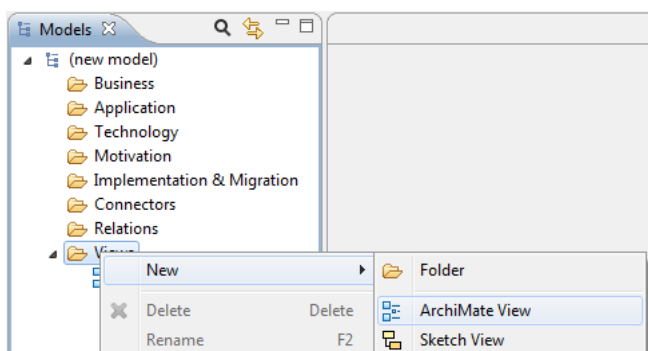 Models
(new model)
Business
Application
Technology
Motivation
Implementation & Migration
Connectors
Relations
Views
New
Folder
Delete Delete
ArchiMate View
Rename F2
Sketch View